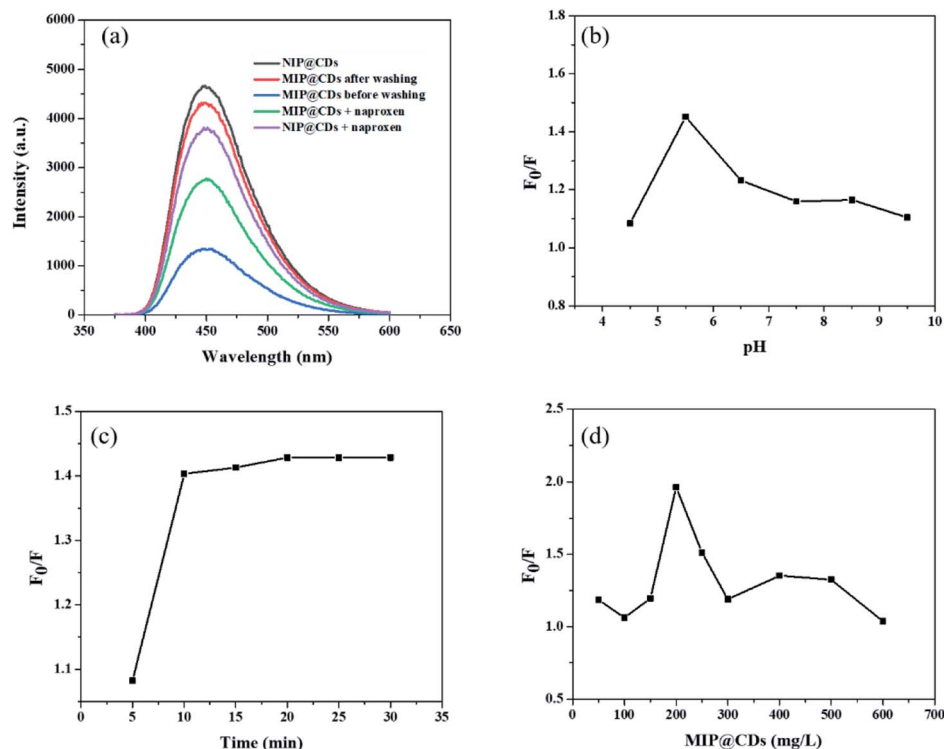 (a)
6000
5000
4000
3000
2000
1000
0
Intensity (a.u.)
NIP@CDs
MIP@CDs after washing
MIP@CDs before washing
MIP@CDs + naproxen
NIP@CDs + naproxen
350 400 450 500 550 600 650
Wavelength (nm)
(b)
1.8
1.6
1.4
1.2
1.0
0.8
F0/F
4 5 6 7 8 9 10
pH
(c)
1.5
1.4
1.3
1.2
1.1
F0/F
0 5 10 15 20 25 30 35
Time (min)
(d)
2.5
2.0
1.5
1.0
0.5
F0/F
0 100 200 300 400 500 600 700
MIP@CDs (mg/L)